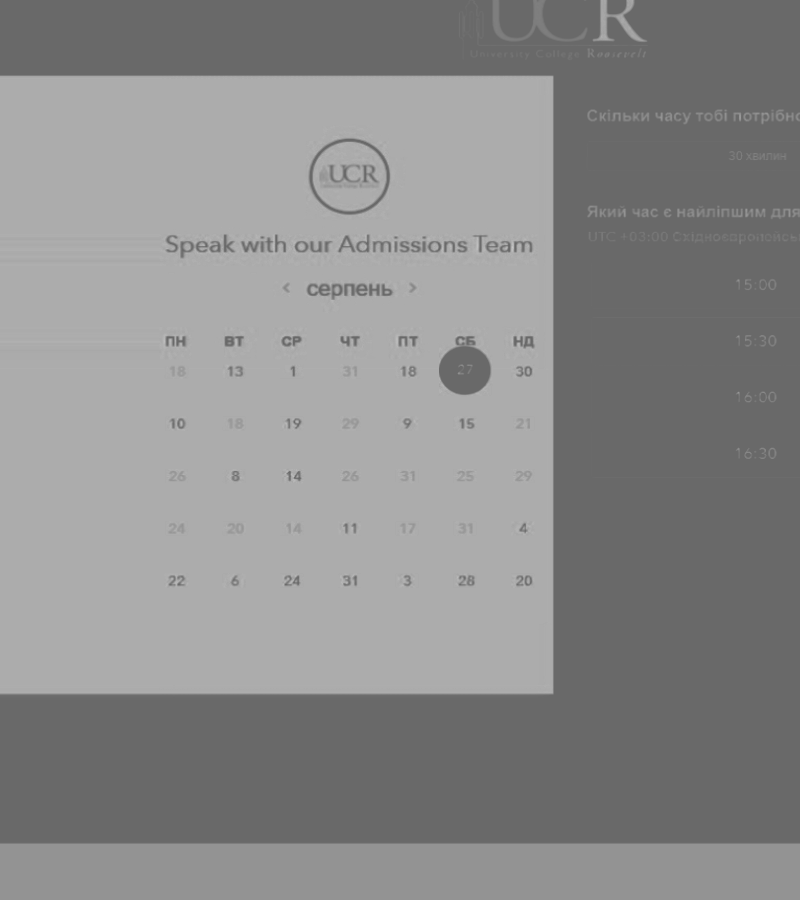 UCR
University College Roosevelt
UCR
Speak with our Admissions Team
< серпень >
ПН ВТ СР ЧТ ПТ СБ НД
18 13 1 31 18 27 30
10 18 19 29 9 15 21
26 8 14 26 31 25 29
24 20 14 11 17 31 4
22 6 24 31 3 28 20
Скільки часу тобі потрібно
30 хвилин
Який час є найліпшим для
UTC +03:00 Східноєвропейськ
15:00
15:30
16:00
16:30